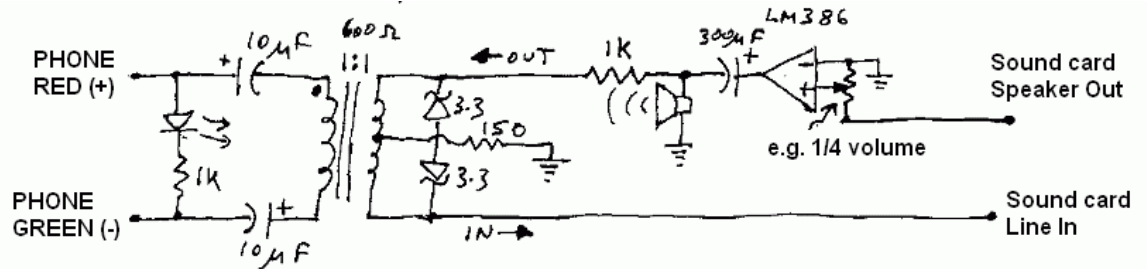 PHONE
RED (+)
+ 10µF
600Ω
1:1
OUT
1K
300µF +
LM386
Sound card
Speaker Out
3.3
150
1K
3.3
e.g. 1/4 volume
PHONE
GREEN (-)
+
10µF
IN
Sound card
Line In